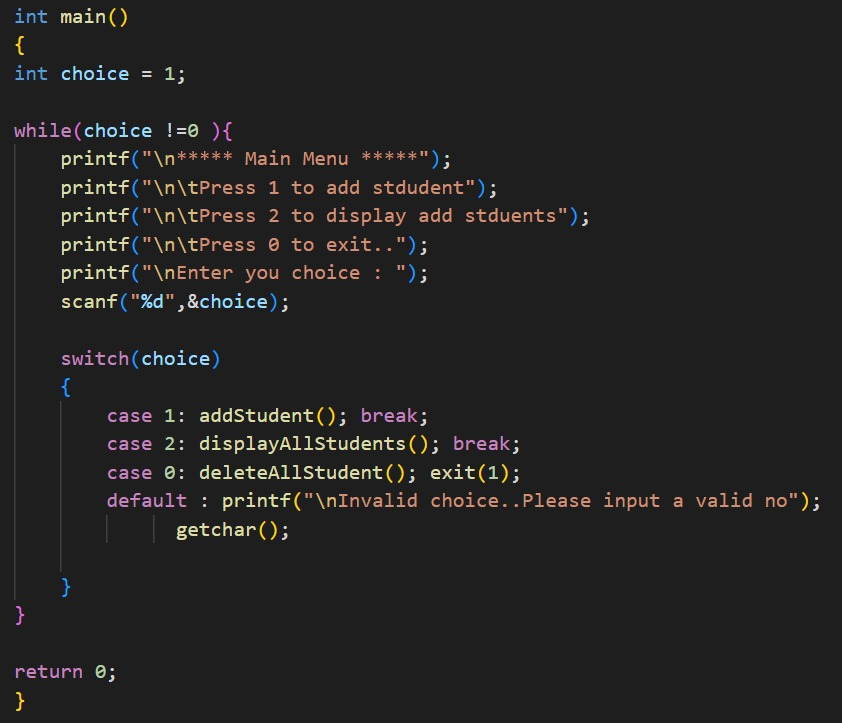 int main()
{
int choice = 1;
while(choice !=0 ){
printf("\n***** Main Menu *****");
printf("\n\tPress 1 to add stdudent");
printf("\n\tPress 2 to display add stduents");
printf("\n\tPress 0 to exit..");
printf("\nEnter you choice : ");
scanf("%d",&choice);
switch(choice)
{
case 1: addStudent(); break;
case 2: displayAllStudents(); break;
case 0: deleteAllStudent(); exit(1);
default : printf("\nInvalid choice..Please input a valid no");
getchar();
}
}
return 0;
}